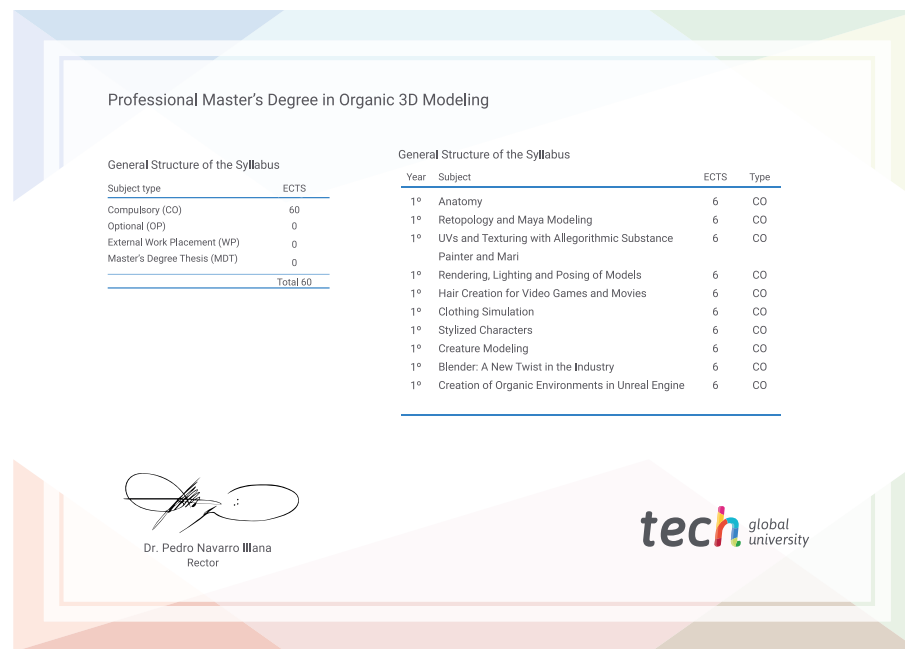 Professional Master's Degree in Organic 3D Modeling
General Structure of the Syllabus
Subject type ECTS
Compulsory (CO) 60
Optional (OP) 0
External Work Placement (WP) 0
Master's Degree Thesis (MDT) 0
Total 60
General Structure of the Syllabus
Year Subject ECTS Type
1º Anatomy 6 CO
1º Retopology and Maya Modeling 6 CO
1º UVs and Texturing with Allegorithmic Substance 6 CO
Painter and Mari
1º Rendering, Lighting and Posing of Models 6 CO
1º Hair Creation for Video Games and Movies 6 CO
1º Clothing Simulation 6 CO
1º Stylized Characters 6 CO
1º Creature Modeling 6 CO
1º Blender: A New Twist in the Industry 6 CO
1º Creation of Organic Environments in Unreal Engine 6 CO
Dr. Pedro Navarro Illana
Rector
tech global
university